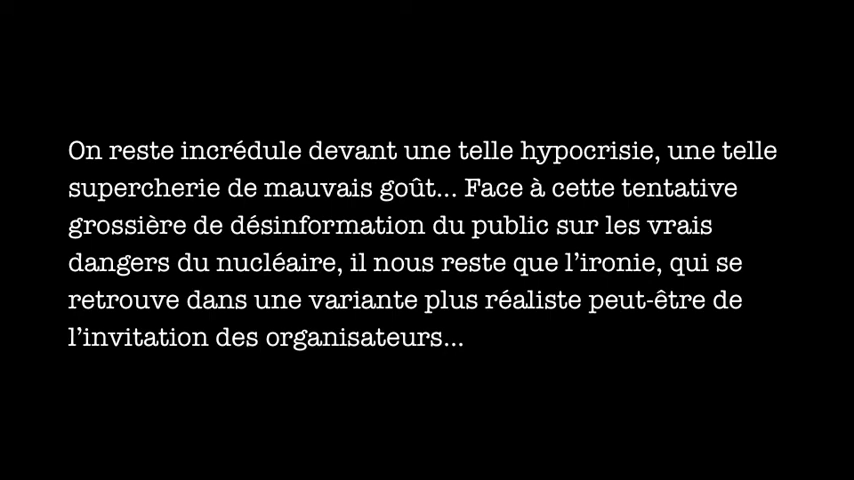 On reste incrédule devant une telle hypocrisie, une telle
supercherie de mauvais goût... Face à cette tentative
grossière de désinformation du public sur les vrais
dangers du nucléaire, il nous reste que l’ironie, qui se
retrouve dans une variante plus réaliste peut-être de
l’invitation des organisateurs...